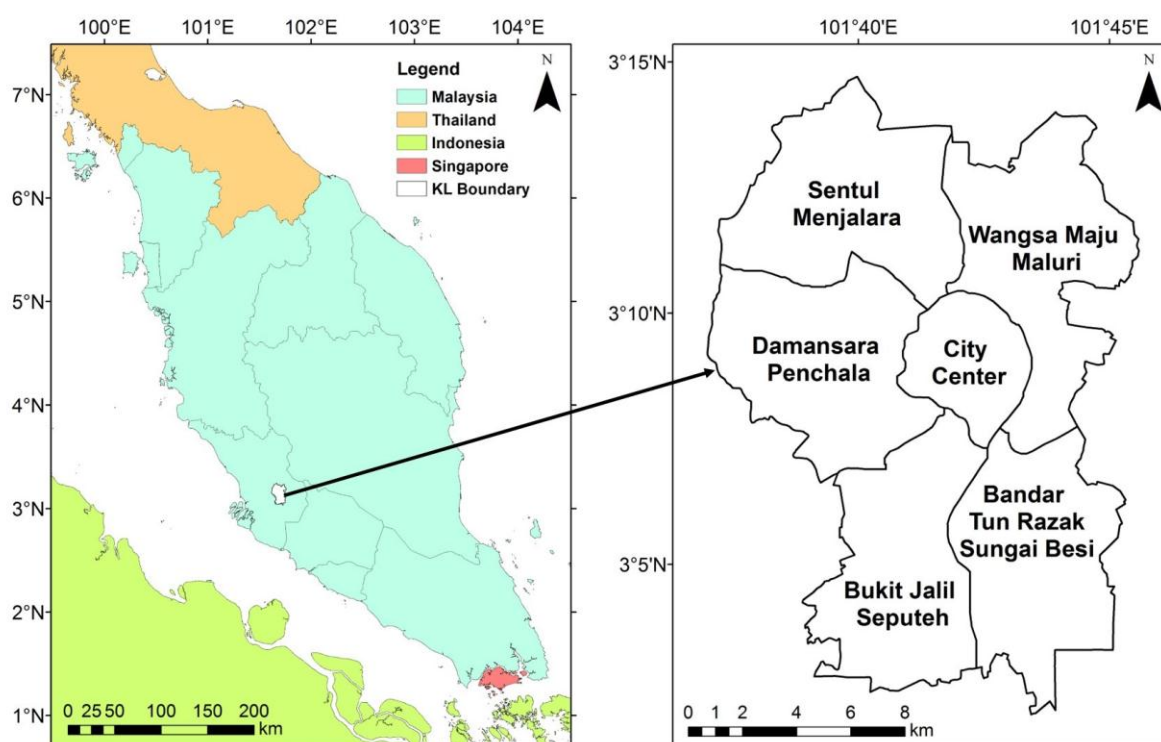 100°E 101°E 102°E 103°E 104°E
7°N
6°N
5°N
4°N
3°N
2°N
1°N
Legend
Malaysia
Thailand
Indonesia
Singapore
KL Boundary
N
0 25 50 100 150 200
km
101°40'E 101°45'E
3°15'N
3°10'N
3°5'N
N
Sentul
Menjalara
Wangsa Maju
Maluri
Damansara
Penchala
City
Center
Bandar
Tun Razak
Sungai Besi
Bukit Jalil
Seputeh
0 1 2 4 6 8
km